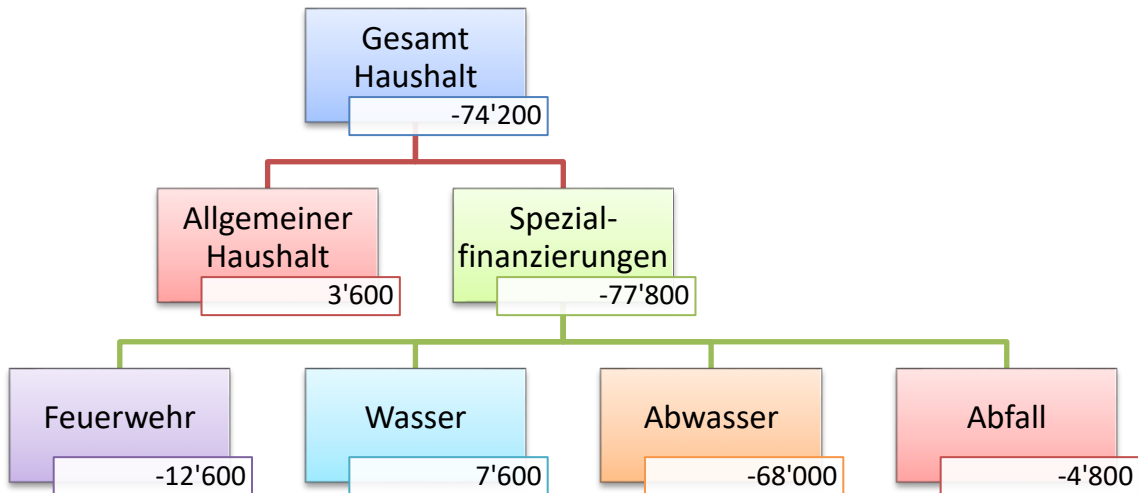 Gesamt
Haushalt
-74'200
Allgemeiner
Haushalt
3'600
Spezial-
finanzierungen
-77'800
Feuerwehr
-12'600
Wasser
7'600
Abwasser
-68'000
Abfall
-4'800